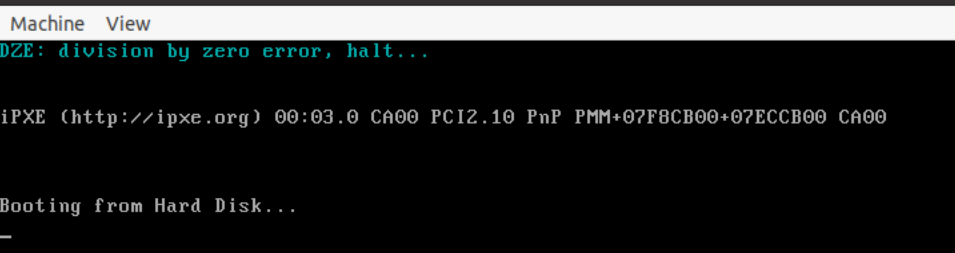 Machine View
DZE: division by zero error, halt...
iPXE (http://ipxe.org) 00:03.0 CA00 PCI2.10 PnP PMM+07F8CB00+07ECCB00 CA00
Booting from Hard Disk...